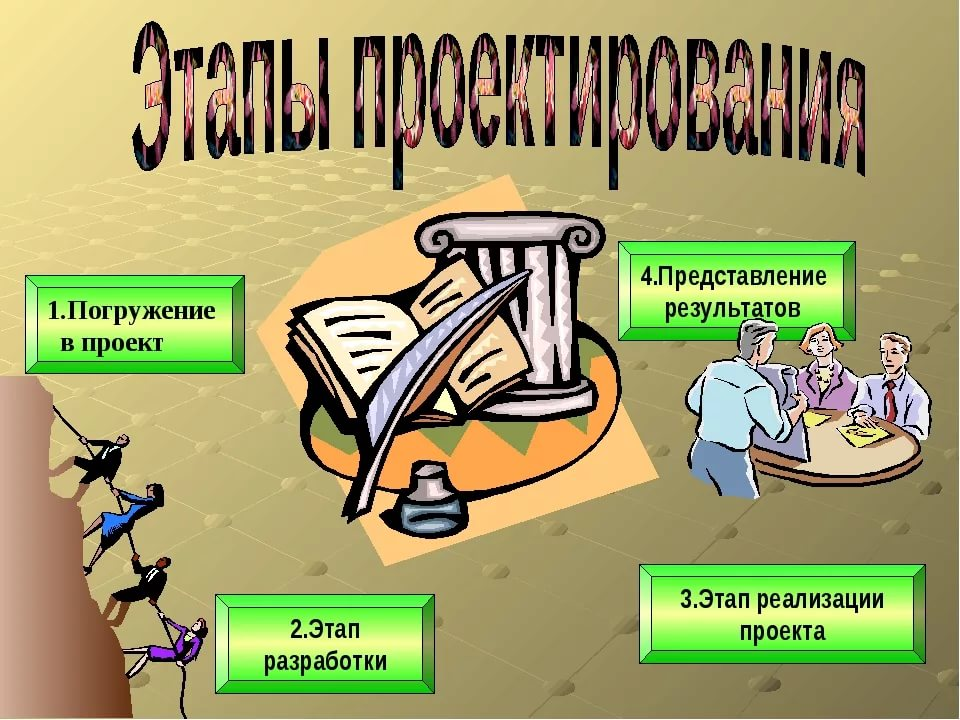 Этапы проектирования
1.Погружение
в проект
2.Этап
разработки
3.Этап реализации
проекта
4.Представление
результатов